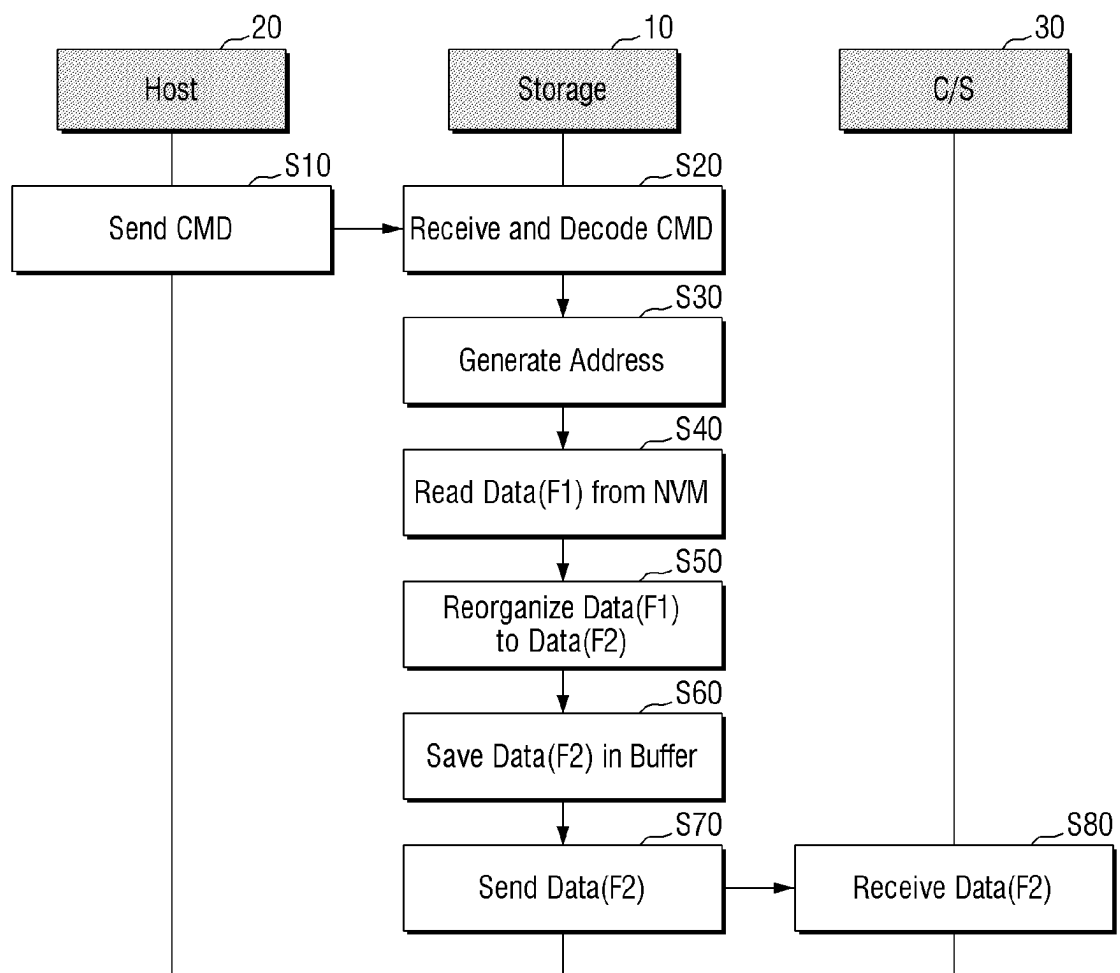 20
10
30
Host
Storage
C/S
S10
S20
Send CMD
Receive and Decode CMD
S30
Generate Address
S40
Read Data(F1) from NVM
S50
Reorganize Data(F1)
to Data(F2)
S60
Save Data(F2) in Buffer
S70
S80
Send Data(F2)
Receive Data(F2)